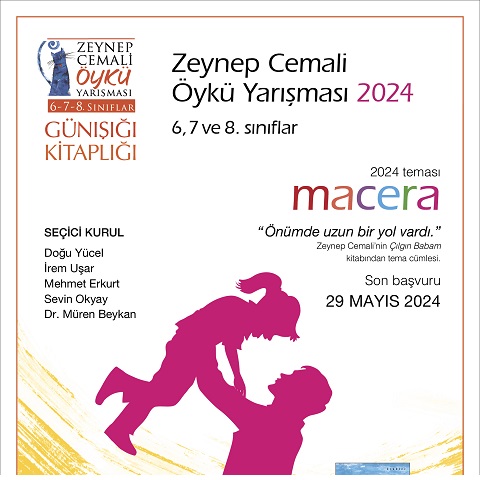 ZEYNEP
CEMALİ
ÖYKÜ
YARIŞMASI
6-7-8. SINIFLAR
GÜNIŞIĞI
KİTAPLIĞI
Zeynep Cemali
Öykü Yarışması 2024
6, 7 ve 8. sınıflar
2024 teması
macera
“Önümde uzun bir yol vardı.”
Zeynep Cemali'nin Çılgın Babam
kitabından tema cümlesi.
Son başvuru
29 MAYIS 2024
SEÇİCİ KURUL
Doğu Yücel
İrem Uşar
Mehmet Erkurt
Sevin Okyay
Dr. Müren Beykan